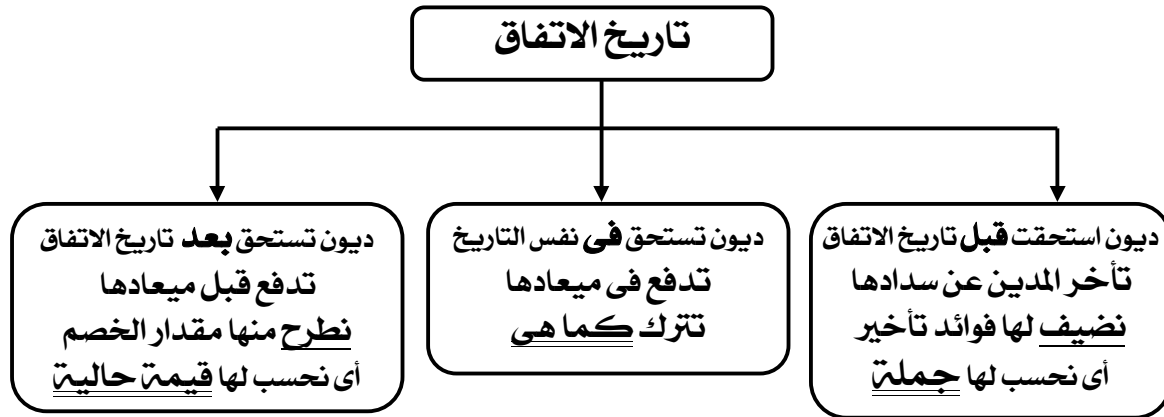 تاريخ الاتفاق
ديون استحقت قبل تاريخ الاتفاق
تأخر المدين عن سدادها
نضيف لها فوائد تأخير
أى نحسب لها جملة
ديون تستحق فى نفس التاريخ
تدفع فى ميعادها
تترك كما هى
ديون تستحق بعد تاريخ الاتفاق
تدفع قبل ميعادها
نطرح منها مقدار الخصم
أى نحسب لها قيمة حالية